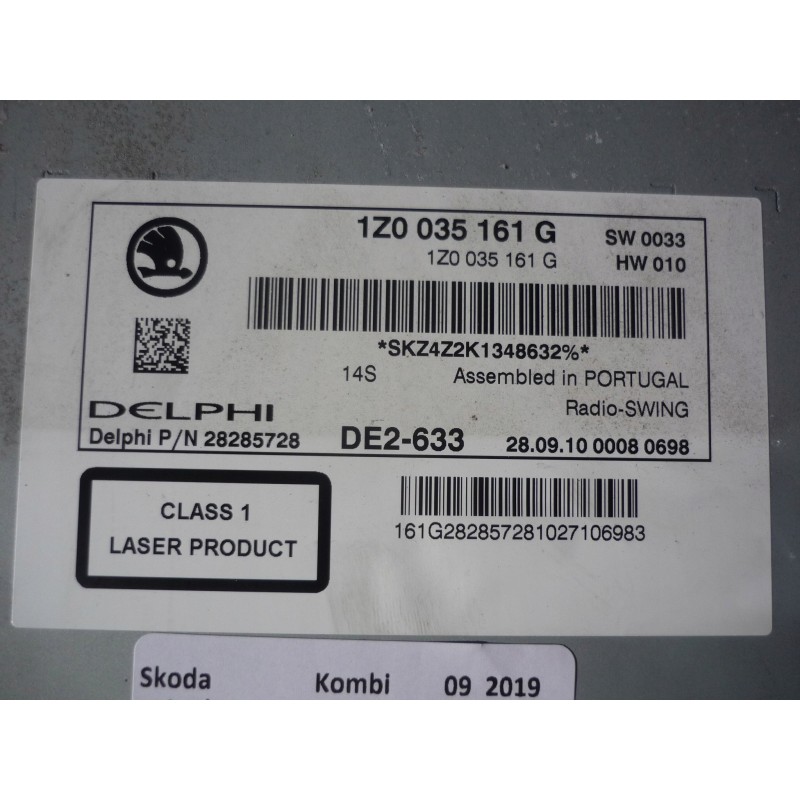 1Z0 035 161 G SW 0033
1Z0 035 161 G HW 010
*SKZ4Z2K1348632%*
14S Assembled in PORTUGAL
DELPHI Radio-SWING
Delphi P/N 28285728 DE2-633 28.09.10 0008 0698
CLASS 1
LASER PRODUCT
161G282857281027106983
Skoda Kombi 09 2019